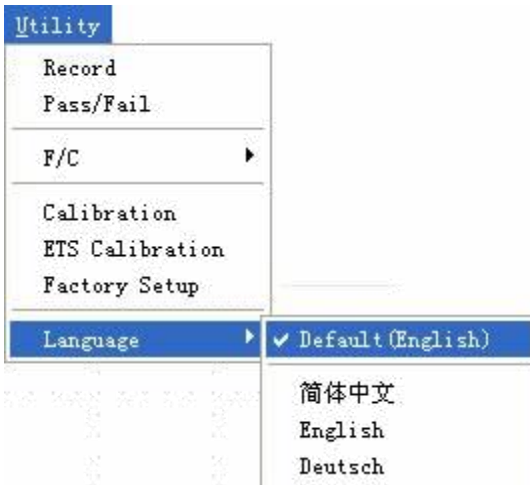 Utility
Record
Pass/Fail
F/C
Calibration
ETS Calibration
Factory Setup
Language
Default(English)
简体中文
English
Deutsch